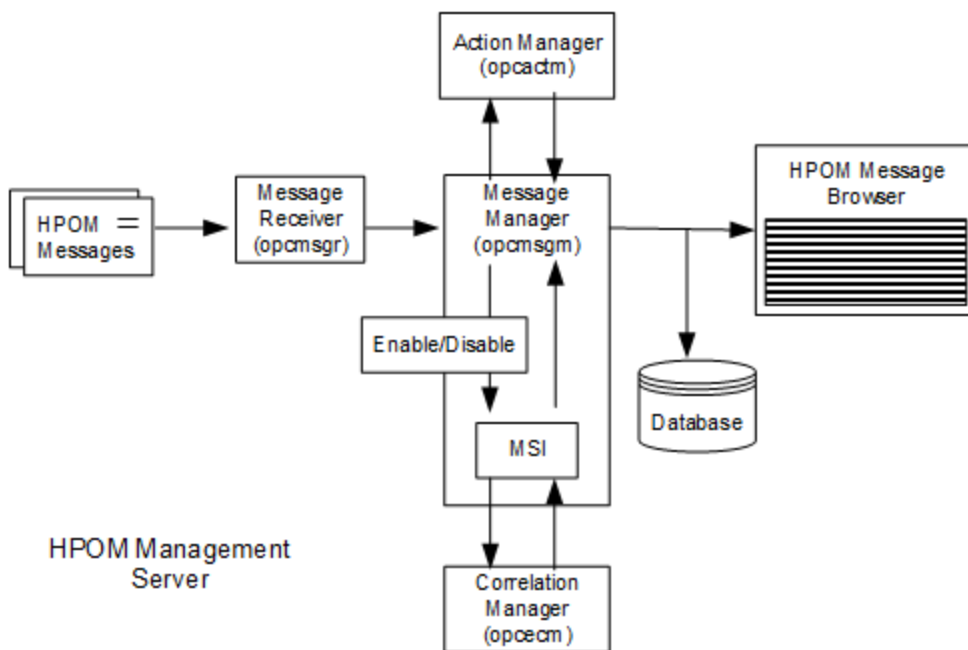 Action Manager
(opcactm)
HPOM Message
Browser
Message
Receiver
(opcmsgr)
Message
Manager
(opcmsgm)
HPOM
Messages
Enable/Disable
Database
MSI
HPOM Management
Server
Correlation
Manager
(opcecm)